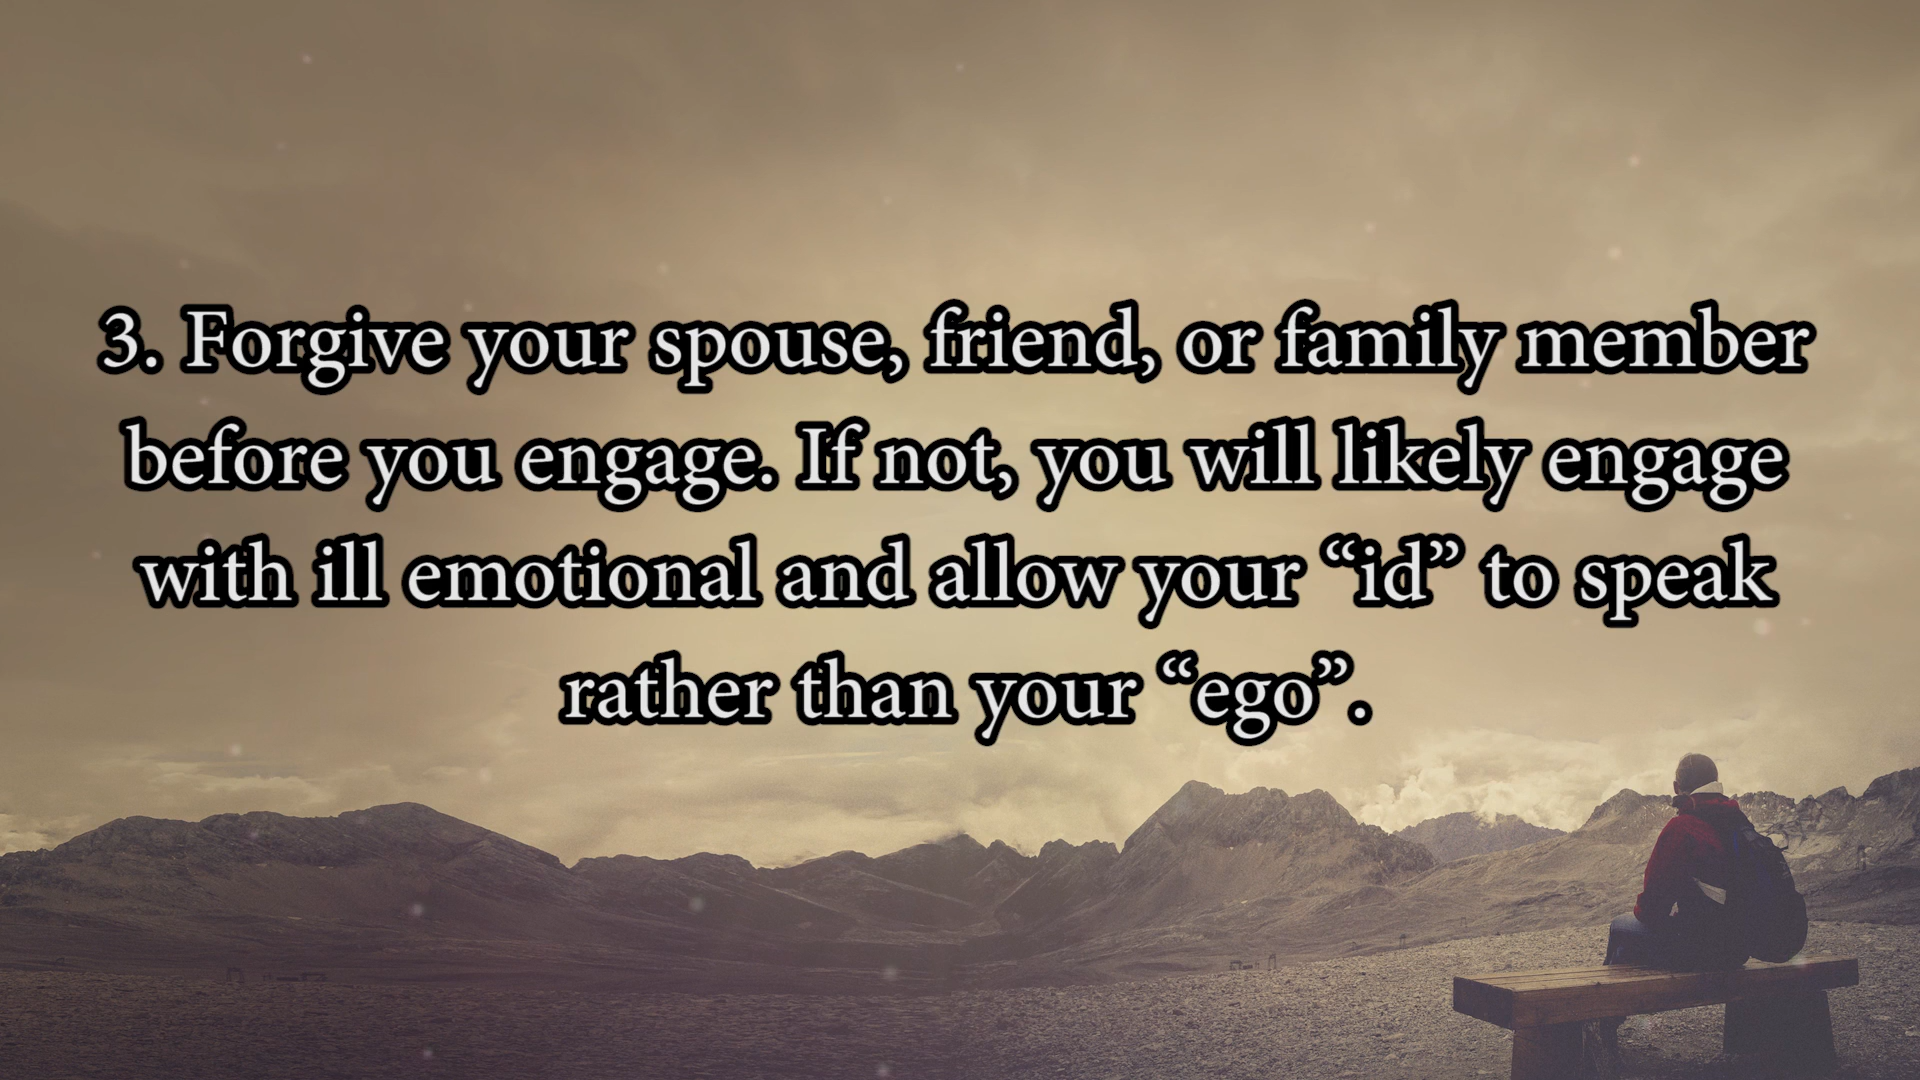 3. Forgive your spouse, friend, or family member
before you engage. If not, you will likely engage
with ill emotional and allow your “id” to speak
rather than your “ego”.